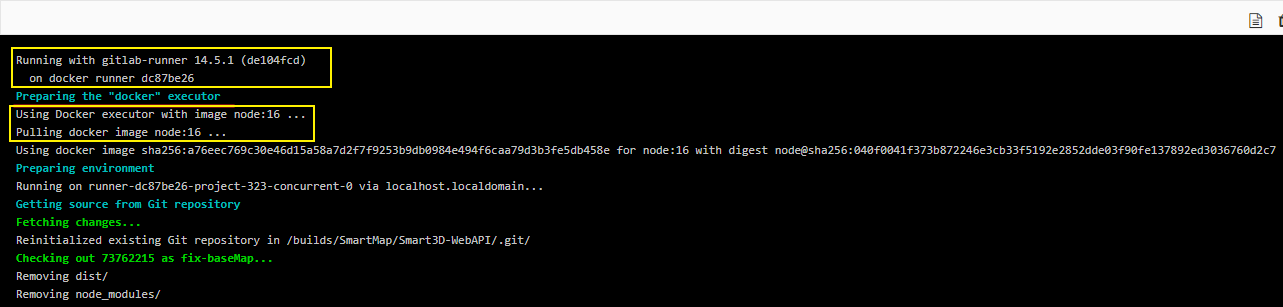 Running with gitlab-runner 14.5.1 (de104fcd)
on docker runner dc87be26
Preparing the "docker" executor
Using Docker executor with image node:16 ...
Pulling docker image node:16 ...
Using docker image sha256:a76eec769c30e46d15a58a7d2f7f9253b9db0984e494f6caa79d3b3fe5db458e for node:16 with digest node@sha256:040f0041f373b872246e3cb33f5192e2852dde03f90fe137892ed3036760d2c7
Preparing environment
Running on runner-dc87be26-project-323-concurrent-0 via localhost.localdomain...
Getting source from Git repository
Fetching changes...
Reinitialized existing Git repository in /builds/SmartMap/Smart3D-WebAPI/.git/
Checking out 73762215 as fix-baseMap...
Removing dist/
Removing node_modules/